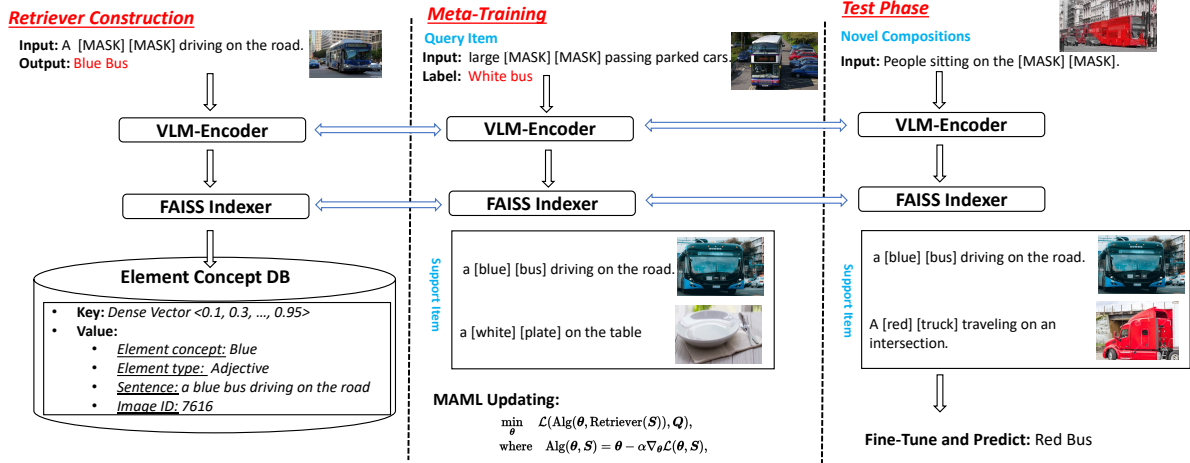 Retriever Construction
Input: A [MASK] [MASK] driving on the road.
Output: Blue Bus
VLM-Encoder
FAISS Indexer
Element Concept DB
• Key: Dense Vector <0.1, 0.3, ..., 0.95>
• Value:
• Element concept: Blue
• Element type: Adjective
• Sentence: a blue bus driving on the road
• Image ID: 7616
Meta-Training
Query Item
Input: large [MASK] [MASK] passing parked cars.
Label: White bus
VLM-Encoder
FAISS Indexer
Support Item
a [blue] [bus] driving on the road.
a [white] [plate] on the table
MAML Updating:
min θ L(Alg(θ, Retriever(S)), Q),
where Alg(θ, S) = θ − α∇θL(θ, S),
Test Phase
Novel Compositions
Input: People sitting on the [MASK] [MASK].
VLM-Encoder
FAISS Indexer
Support Item
a [blue] [bus] driving on the road.
A [red] [truck] traveling on an
intersection.
Fine-Tune and Predict: Red Bus